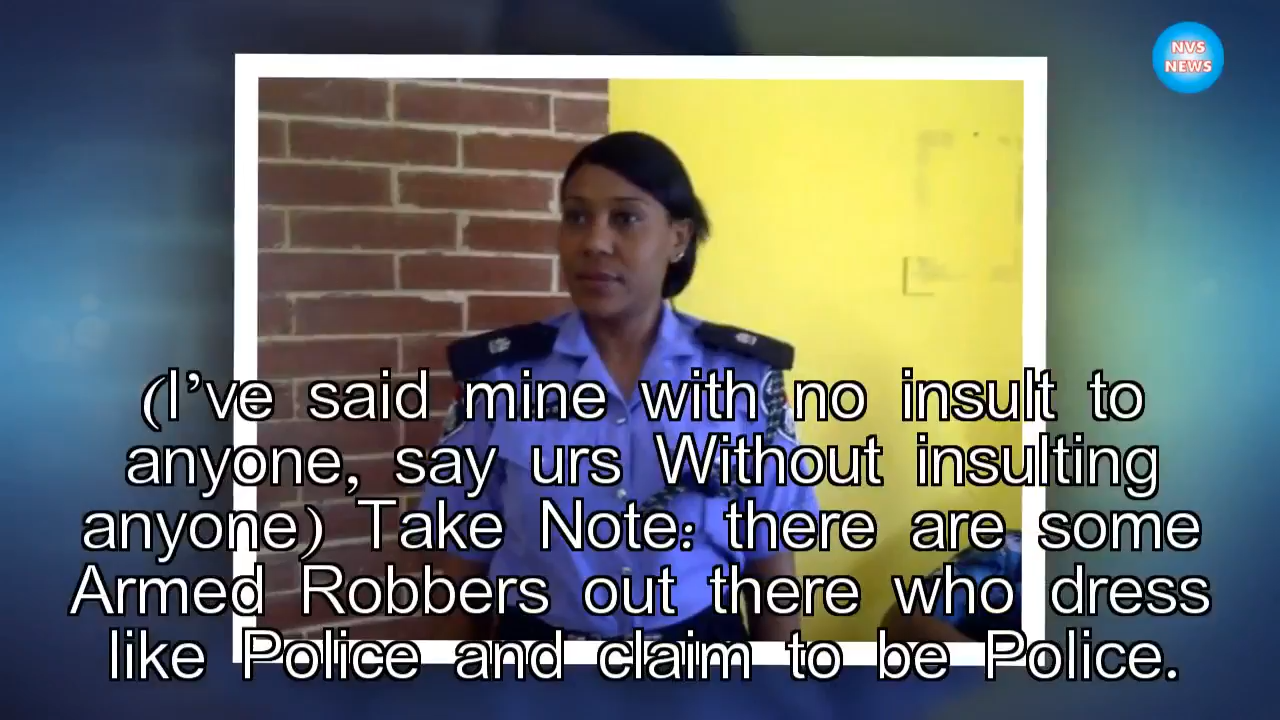 NVS
NEWS
(I've said mine with no insult to
anyone, say urs Without insulting
anyone) Take Note: there are some
Armed Robbers out there who dress
like Police and claim to be Police.